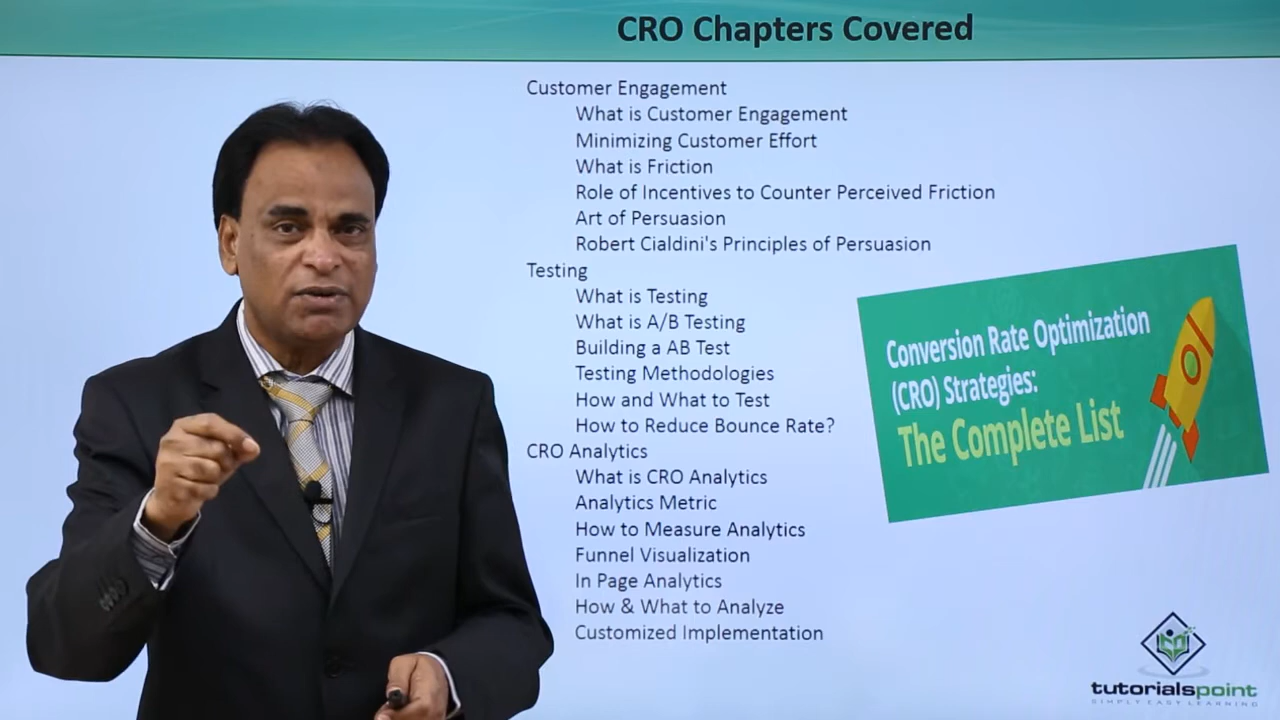 CRO Chapters Covered
Customer Engagement
What is Customer Engagement
Minimizing Customer Effort
What is Friction
Role of Incentives to Counter Perceived Friction
Art of Persuasion
Robert Cialdini's Principles of Persuasion
Testing
What is Testing
What is A/B Testing
Building a AB Test
Testing Methodologies
How and What to Test
How to Reduce Bounce Rate?
CRO Analytics
What is CRO Analytics
Analytics Metric
How to Measure Analytics
Funnel Visualization
In Page Analytics
How & What to Analyze
Customized Implementation
Conversion Rate Optimization
(CRO) Strategies:
The Complete List
tutorialspoint
SIMPLY EASY LEARNING